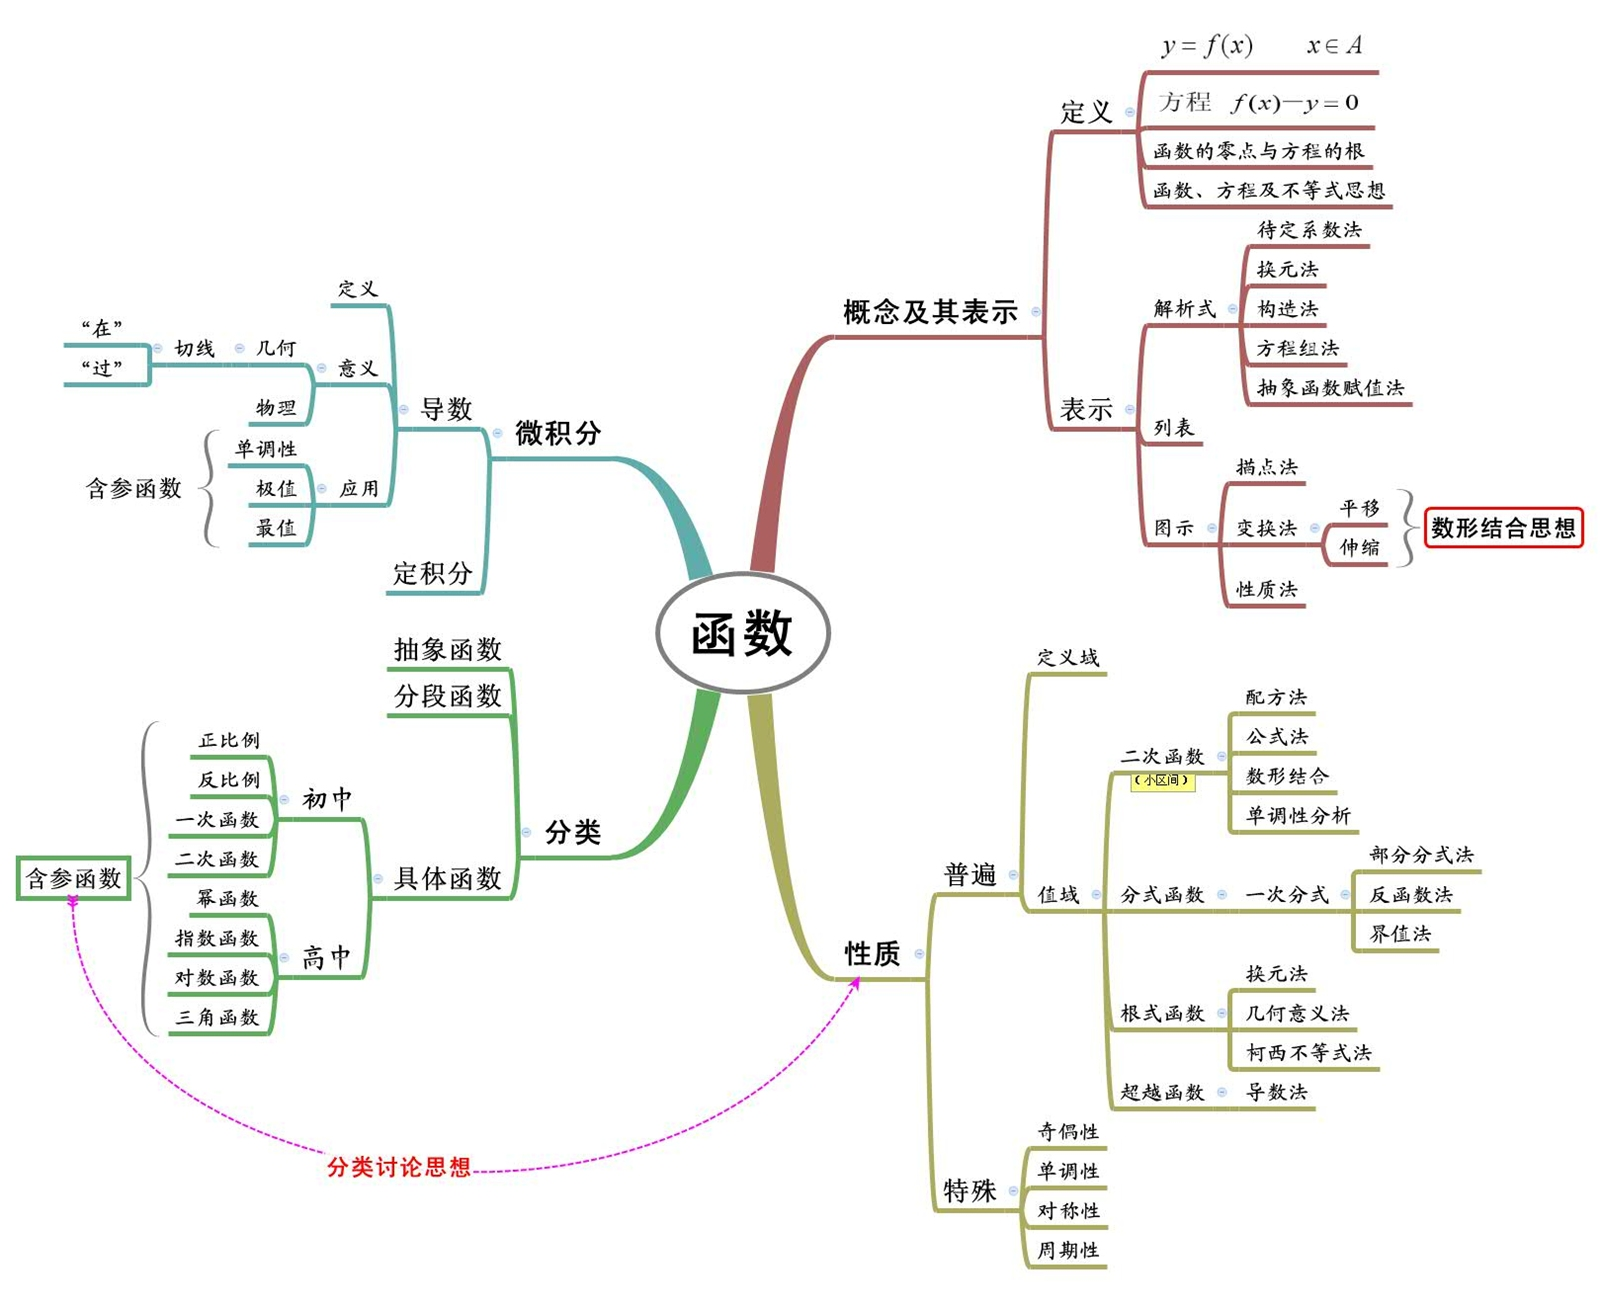 函数
概念及其表示
定义
y = f(x)  x∈A
方程 f(x)—y = 0
函数的零点与方程的根
函数、方程及不等式思想
表示
解析式
待定系数法
换元法
构造法
方程组法
抽象函数赋值法
列表
图示
描点法
变换法
平移
伸缩
数形结合思想
性质法
性质
普遍
定义域
值域
二次函数
(小区间)
配方法
公式法
数形结合
单调性分析
分式函数
一次分式
部分分式法
反函数法
界值法
根式函数
换元法
几何意义法
柯西不等式法
超越函数
导数法
特殊
奇偶性
单调性
对称性
周期性
微积分
导数
定义
意义
几何
切线
“在”
“过”
物理
应用
单调性
极值
最值
含参函数
定积分
分类
抽象函数
分段函数
具体函数
初中
正比例
反比例
一次函数
二次函数
高中
幂函数
指数函数
对数函数
三角函数
含参函数
分类讨论思想